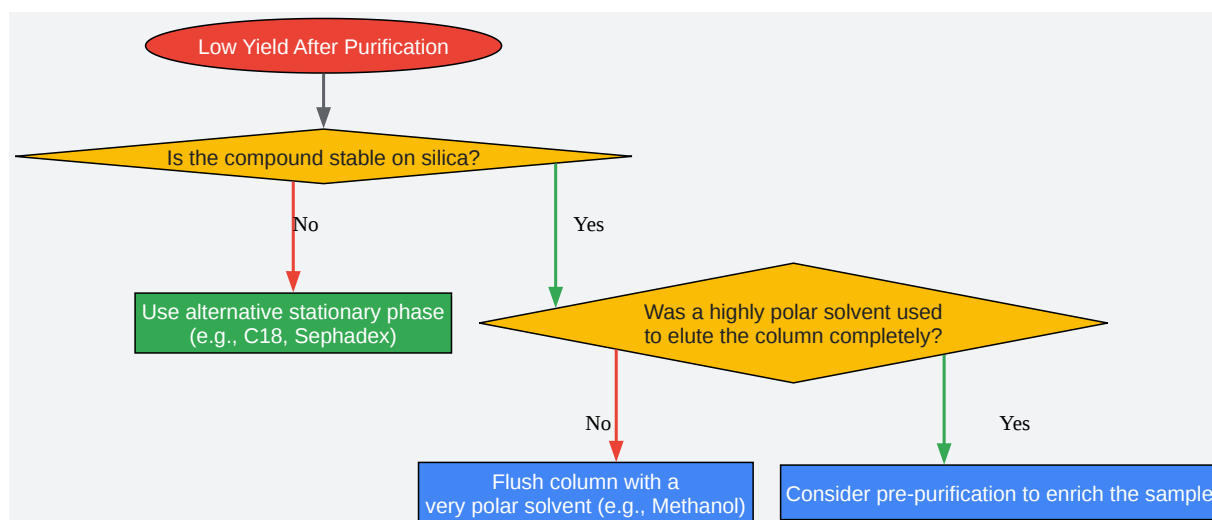 Low Yield After Purification
Is the compound stable on silica?
No
Yes
Use alternative stationary phase
(e.g., C18, Sephadex)
Was a highly polar solvent used
to elute the column completely?
No
Yes
Flush column with a
very polar solvent (e.g., Methanol)
Consider pre-purification to enrich the sample